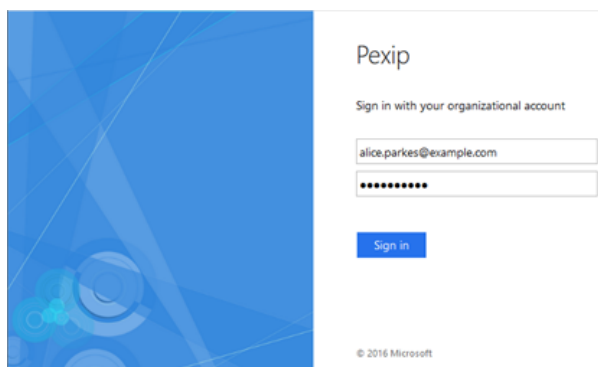 Pexip
Sign in with your organizational account
alice.parkes@example.com
••••••••••
Sign in
© 2016 Microsoft